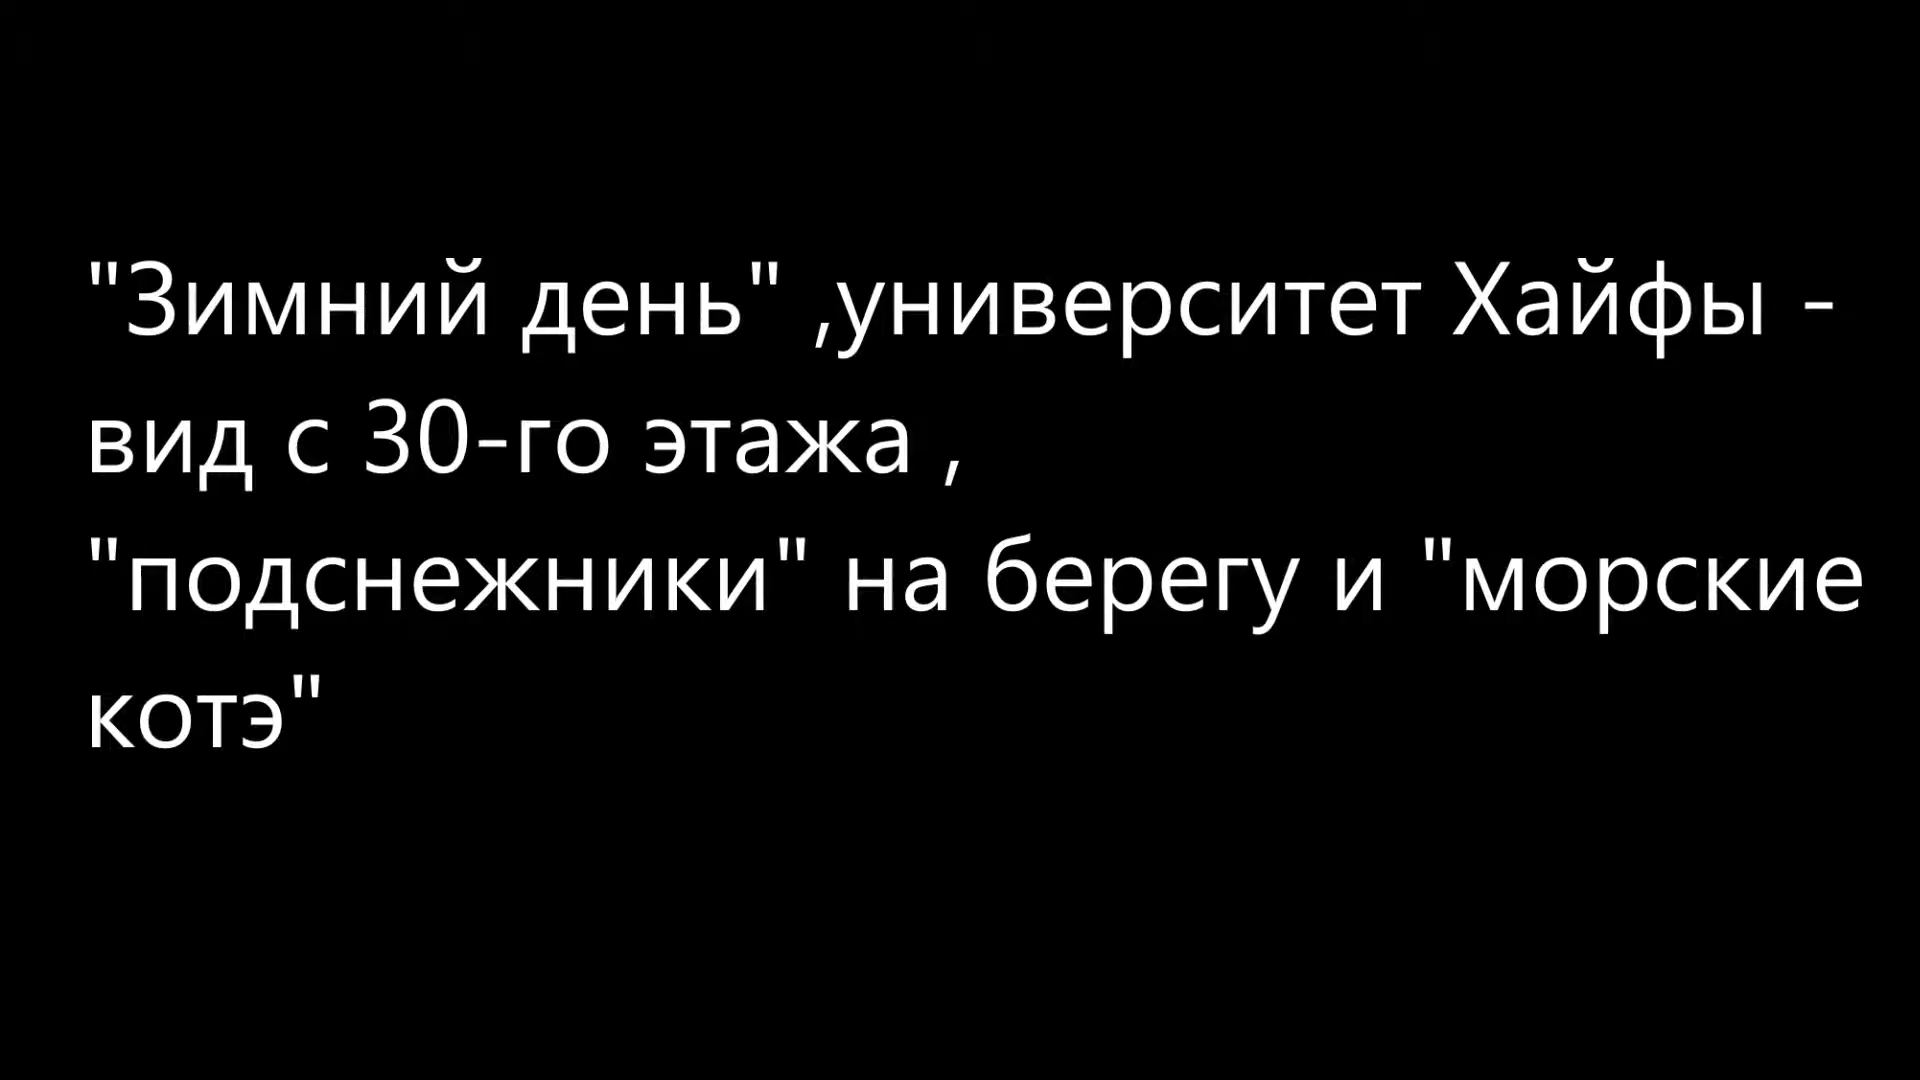 "Зимний день" ,университет Хайфы -
вид с 30-го этажа ,
"подснежники" на берегу и "морские
котэ"